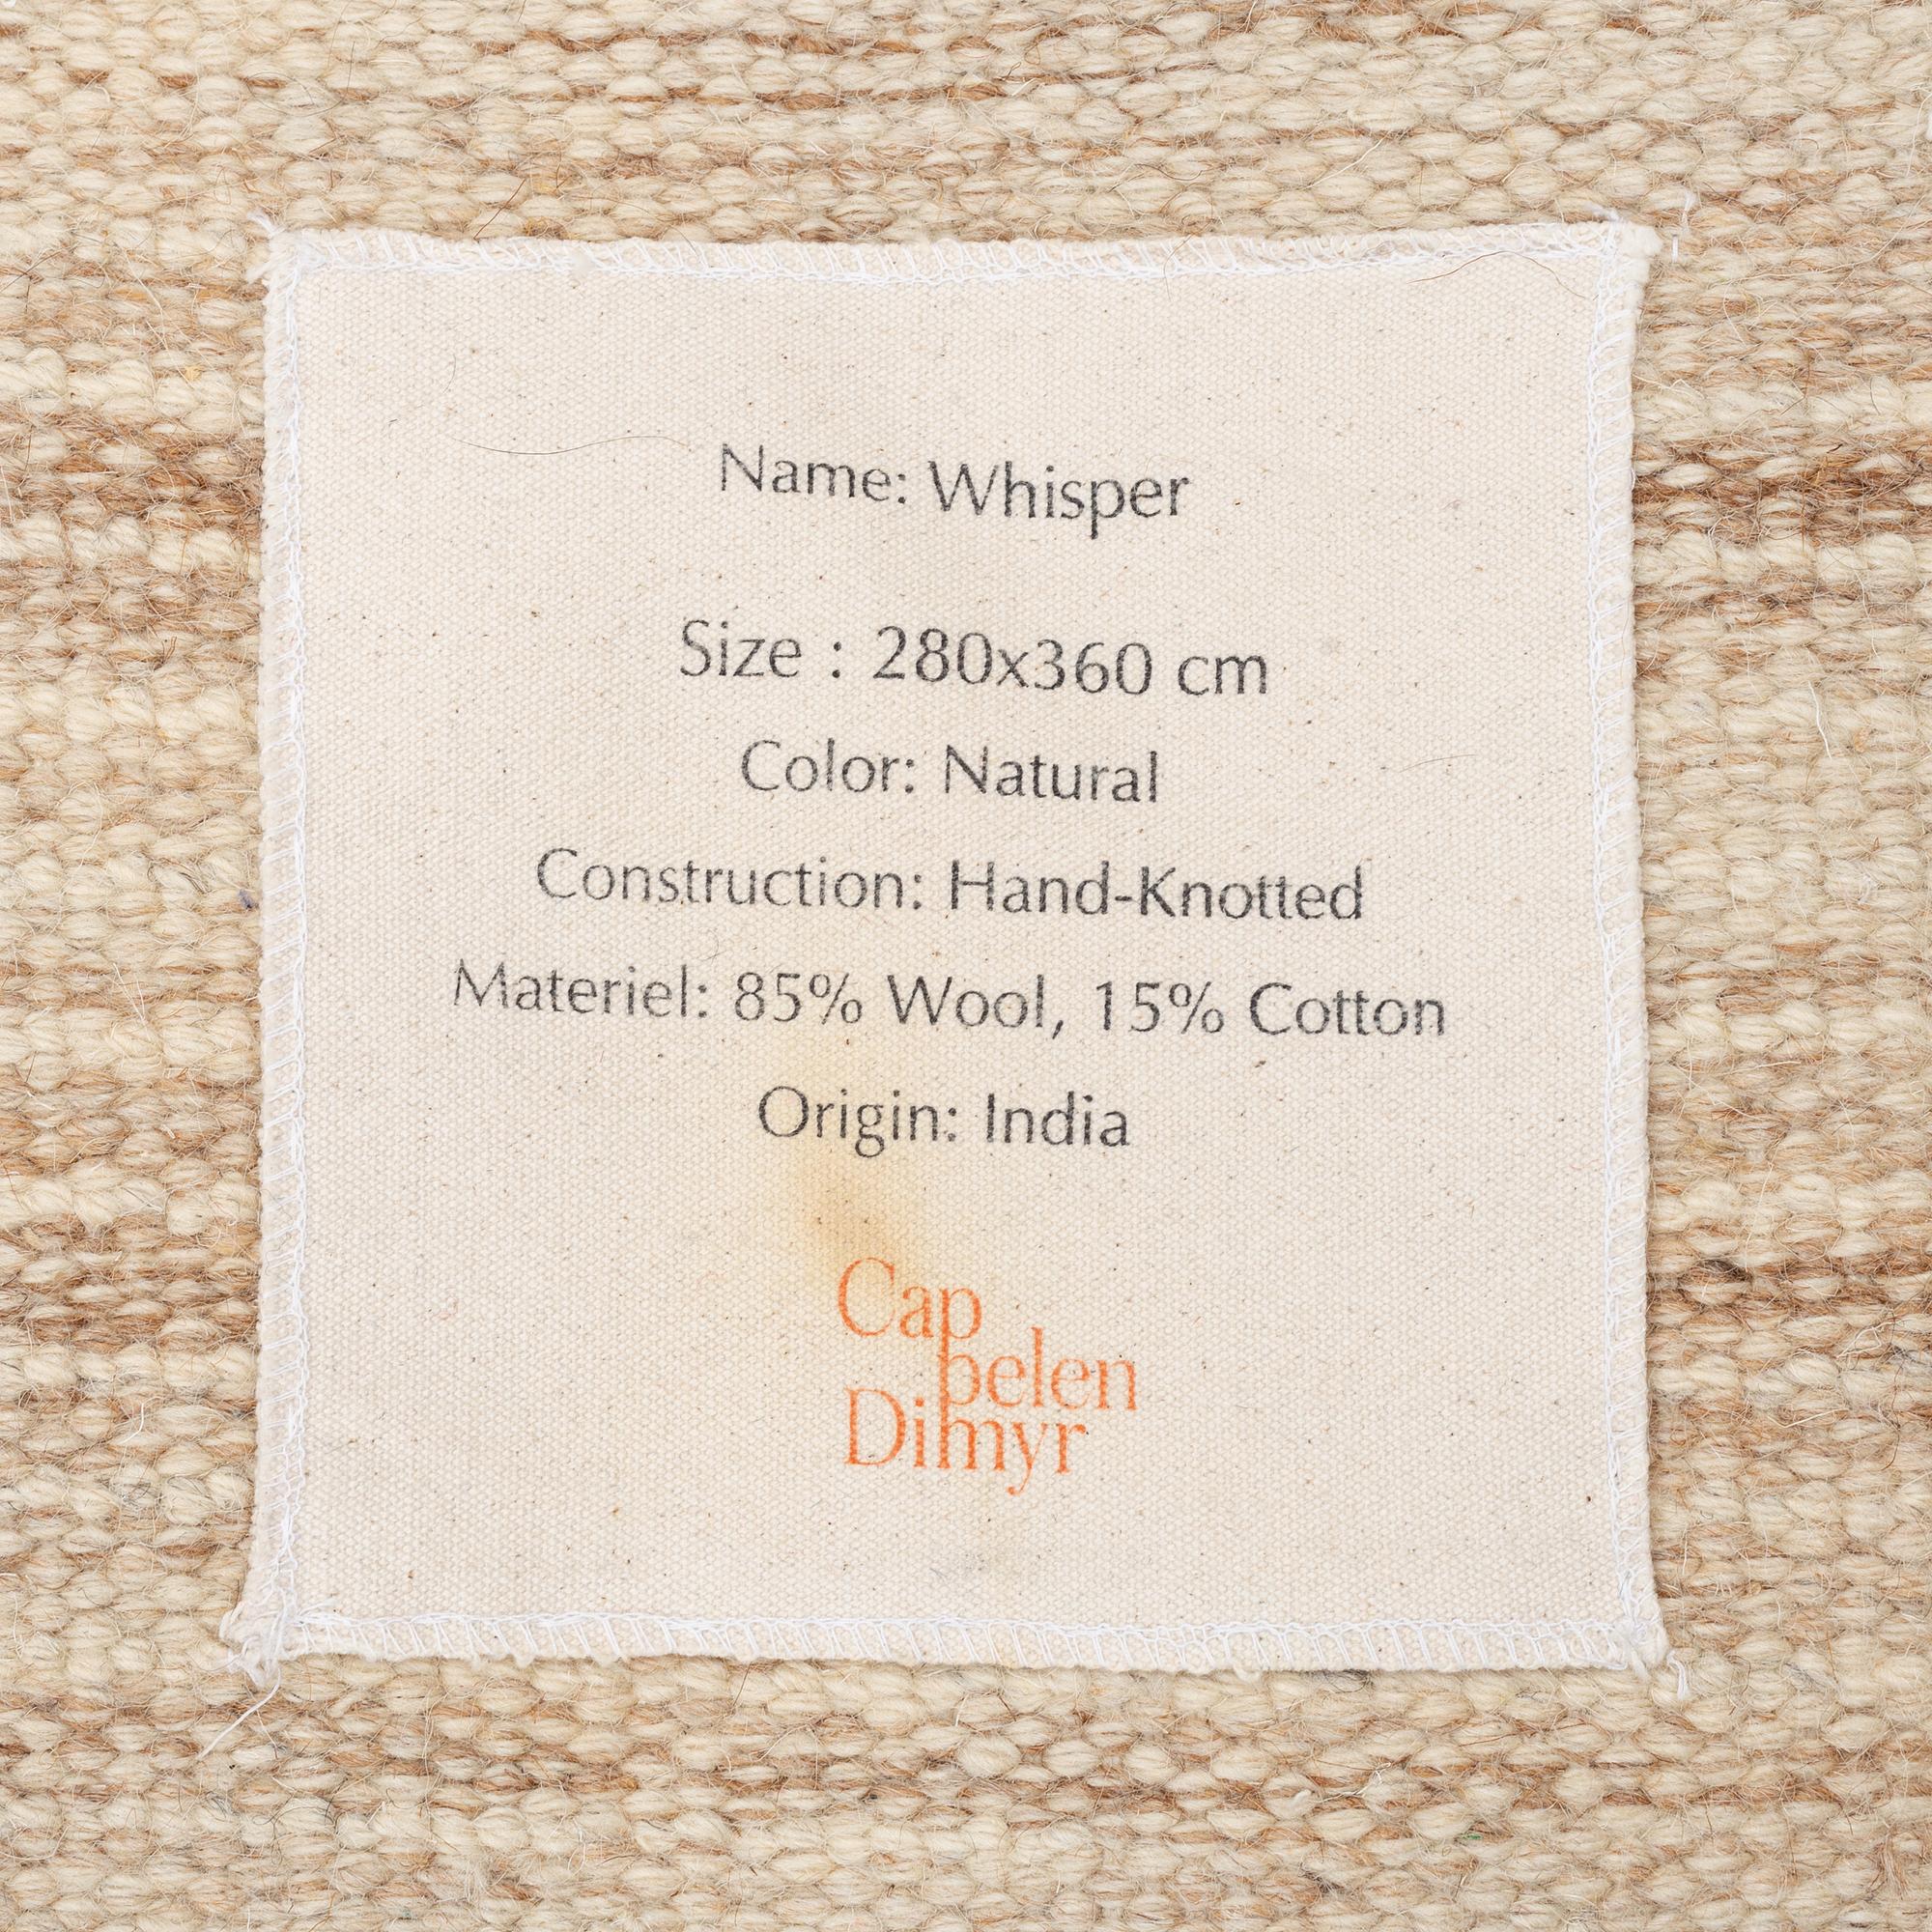 Name: Whisper
Size : 280x360 cm
Color: Natural
Construction: Hand-Knotted
Materiel: 85% Wool, 15% Cotton
Origin: India
Cap
pelen
Dimyr